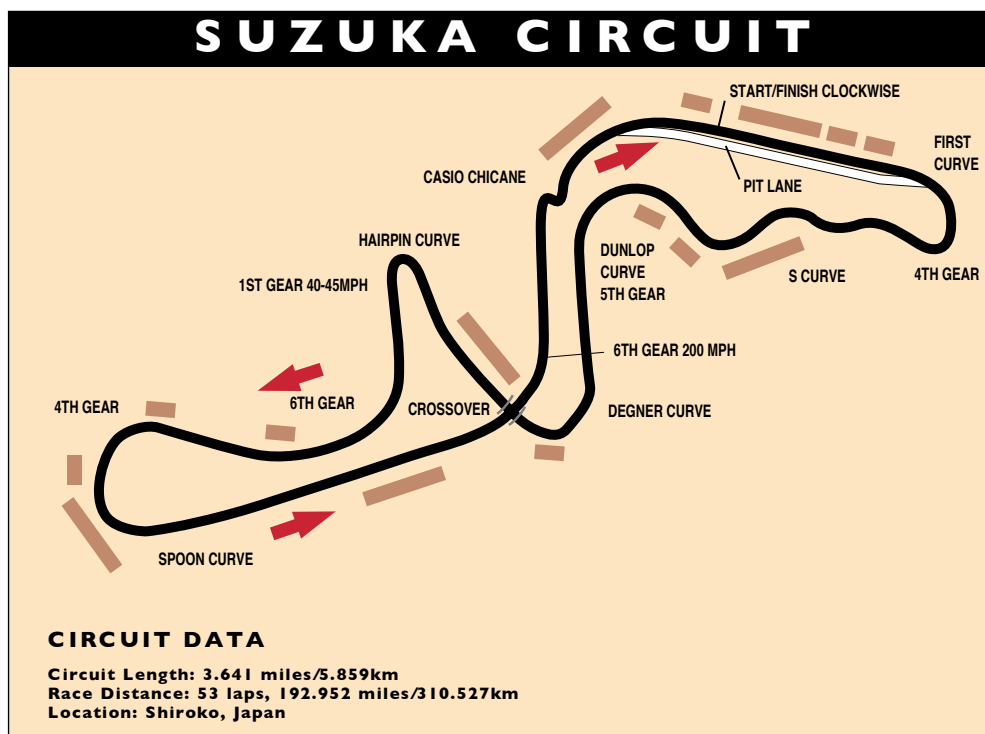 SUZUKA CIRCUIT
START/FINISH CLOCKWISE
FIRST
CURVE
CASIO CHICANE
PIT LANE
HAIRPIN CURVE
DUNLOP
CURVE
5TH GEAR
S CURVE
4TH GEAR
1ST GEAR 40-45MPH
6TH GEAR 200 MPH
4TH GEAR
6TH GEAR
CROSSOVER
DEGNER CURVE
SPOON CURVE
CIRCUIT DATA
Circuit Length: 3.641 miles/5.859km
Race Distance: 53 laps, 192.952 miles/310.527km
Location: Shiroko, Japan